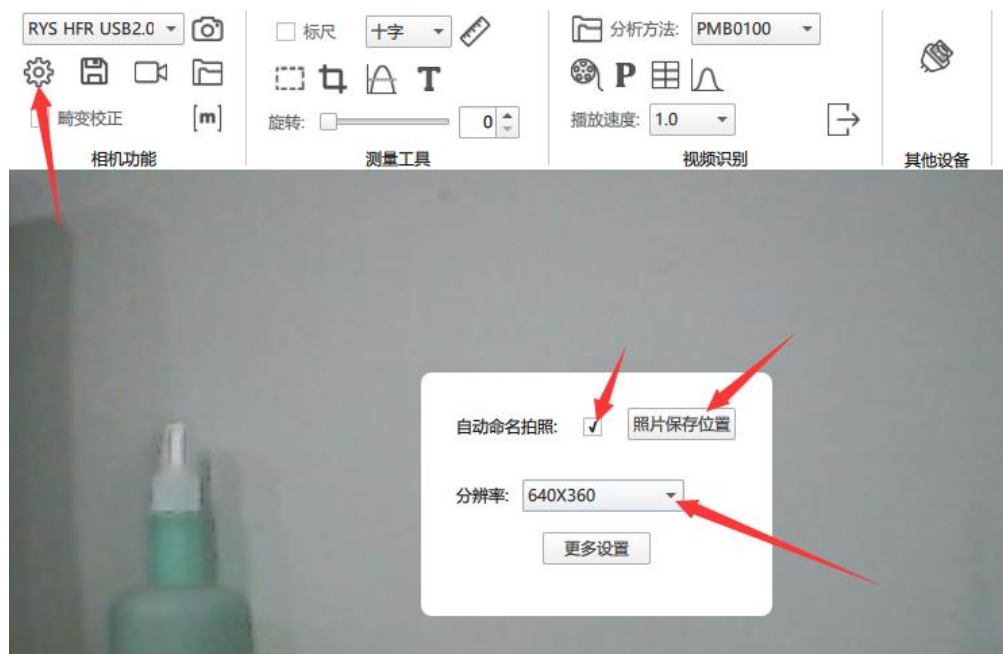 RYS HFR USB2.0
标尺
十字
分析方法:
PMB0100
T
P
畸变校正
[m]
旋转:
0
播放速度:
1.0
相机功能
测量工具
视频识别
其他设备
自动命名拍照:
照片保存位置
分辨率:
640X360
更多设置